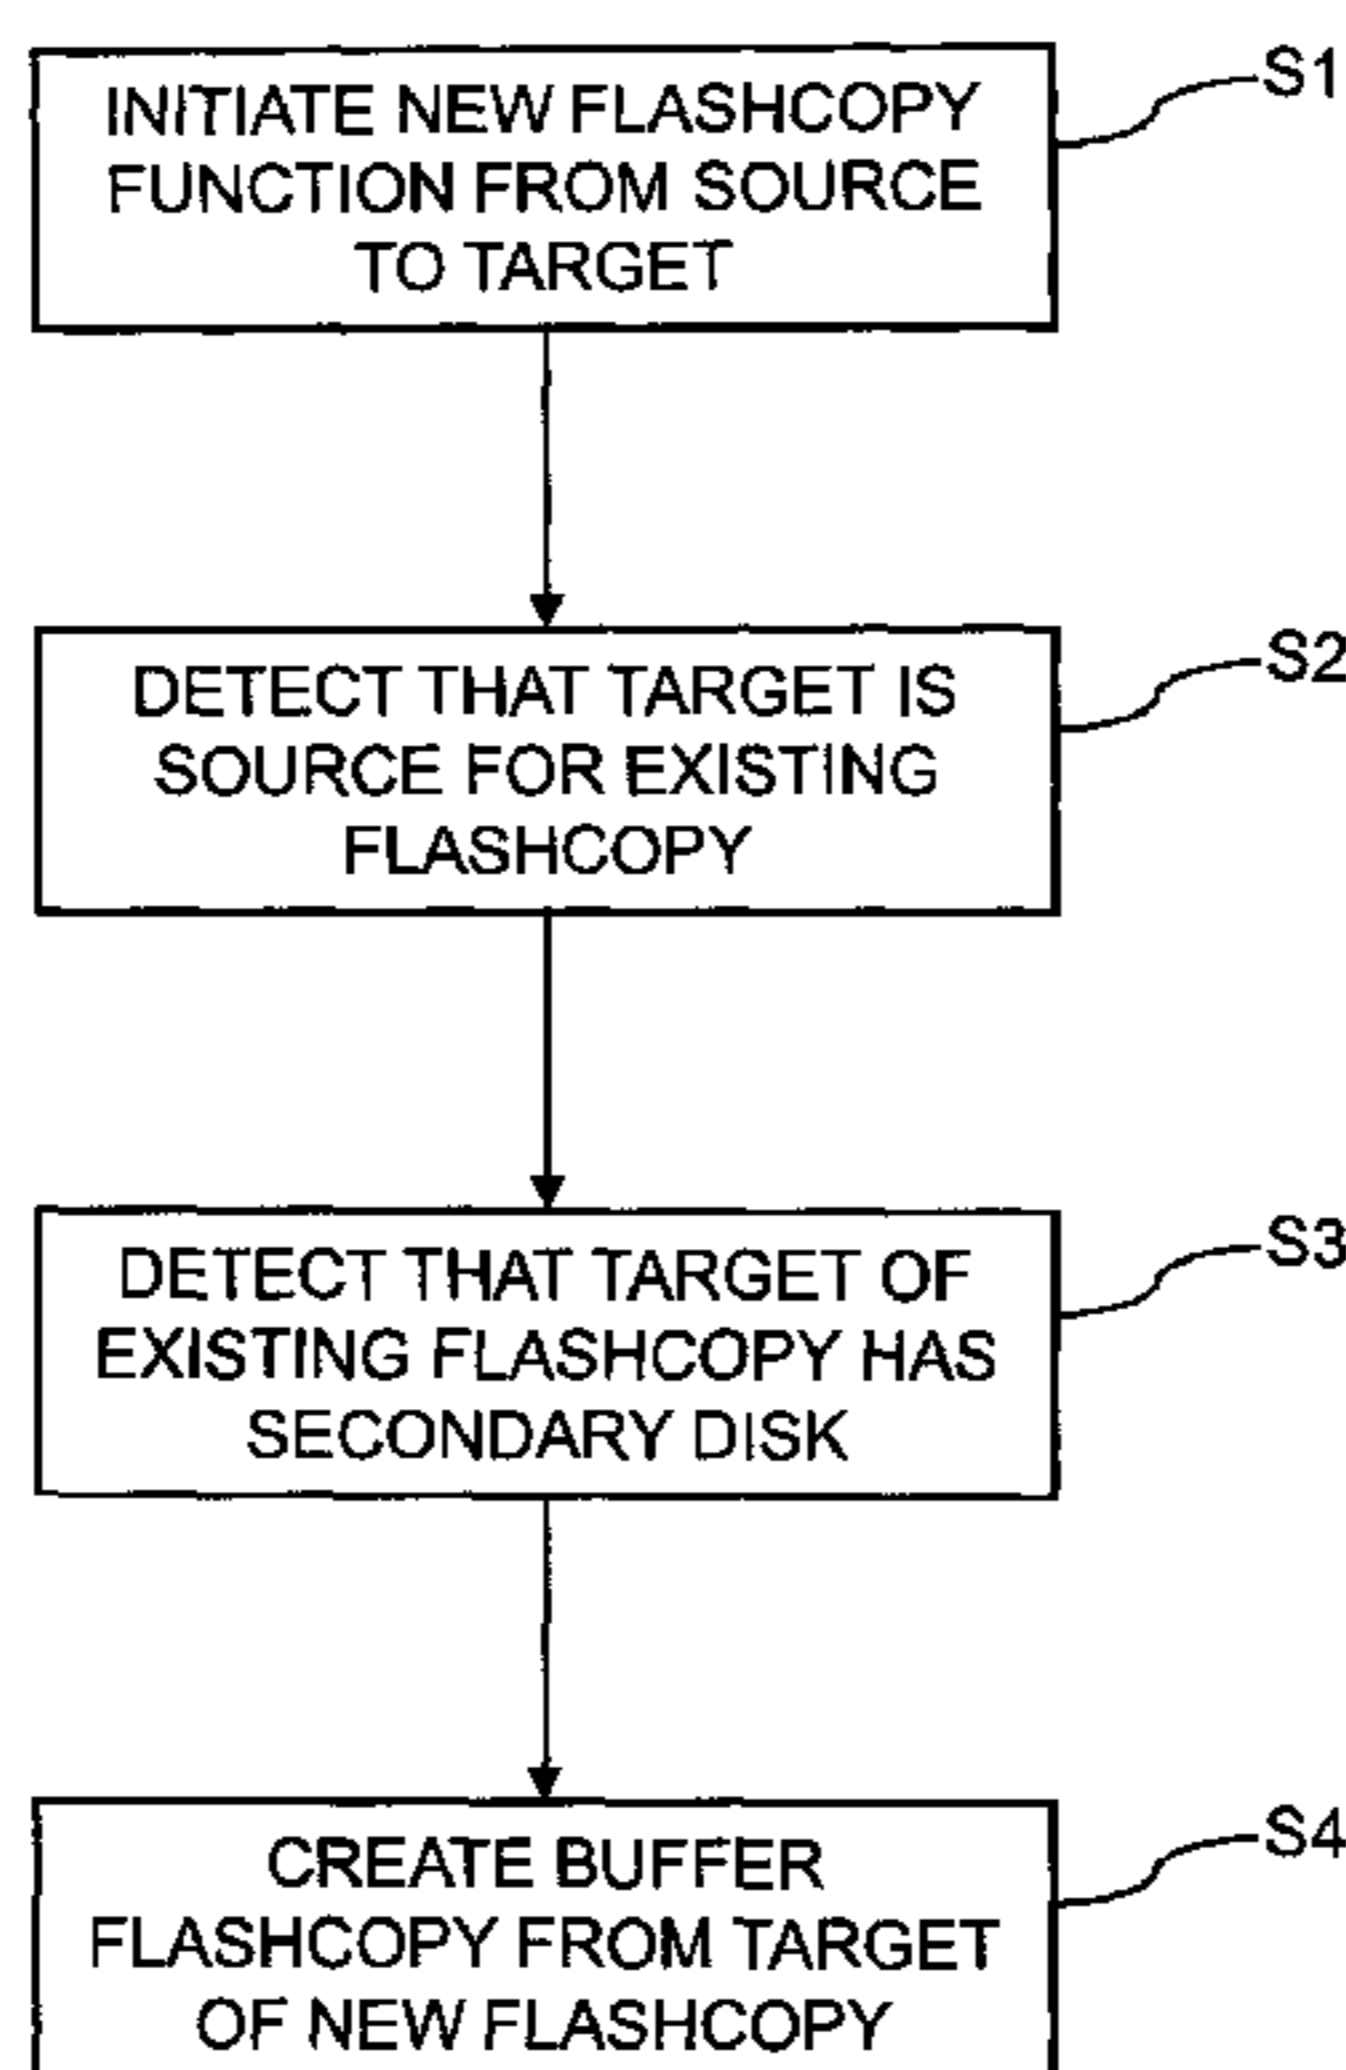 INITIATE NEW FLASHCOPY
FUNCTION FROM SOURCE
TO TARGET
S1
DETECT THAT TARGET IS
SOURCE FOR EXISTING
FLASHCOPY
S2
DETECT THAT TARGET OF
EXISTING FLASHCOPY HAS
SECONDARY DISK
S3
CREATE BUFFER
FLASHCOPY FROM TARGET
OF NEW FLASHCOPY
S4